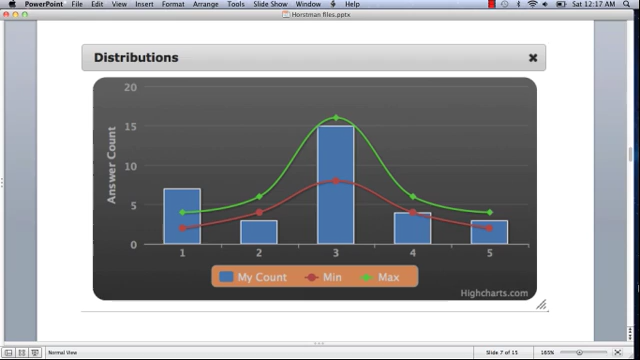 PowerPoint File Edit View Insert Format Arrange Tools Slide Show Window Help Sat 12:17 AM
Horstman files.pptx
Distributions
20
15
10
5
0
Answer Count
1 2 3 4 5
My Count Min Max
Highcharts.com
Normal View Slide 7 of 15 165%